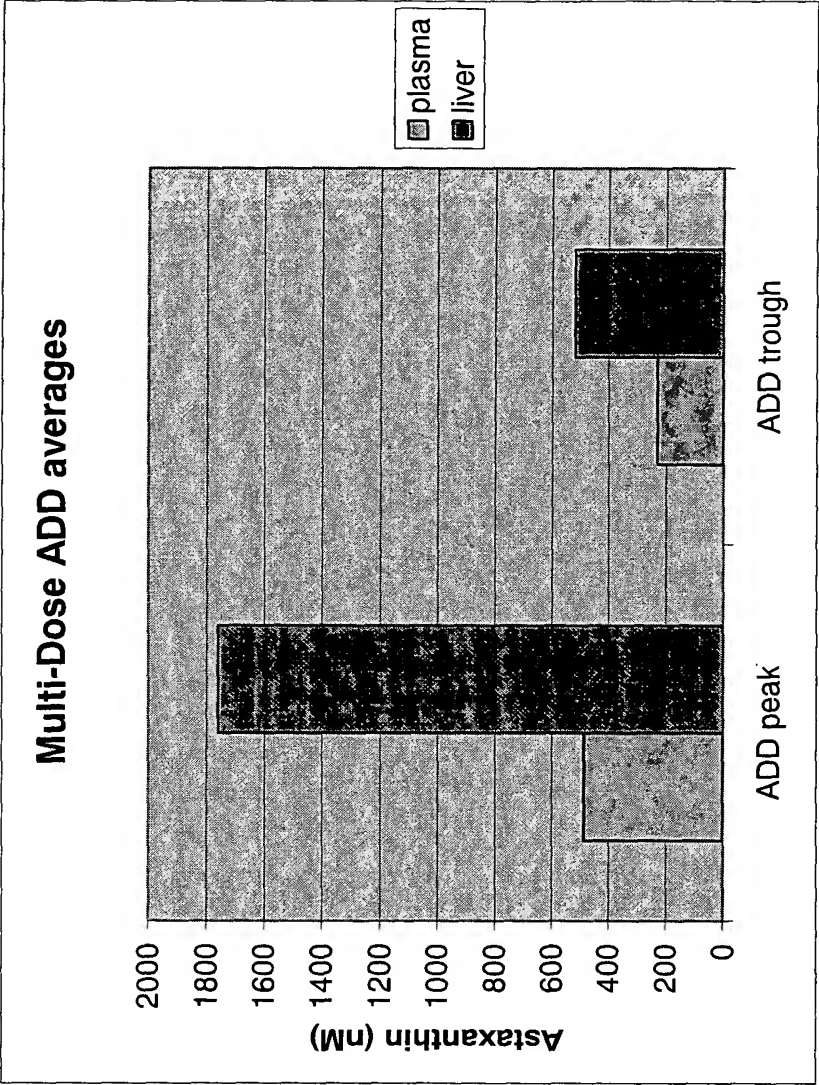 Multi-Dose ADD averages
Astaxanthin (nM)
2000
1800
1600
1400
1200
1000
800
600
400
200
0
ADD peak
ADD trough
plasma
liver